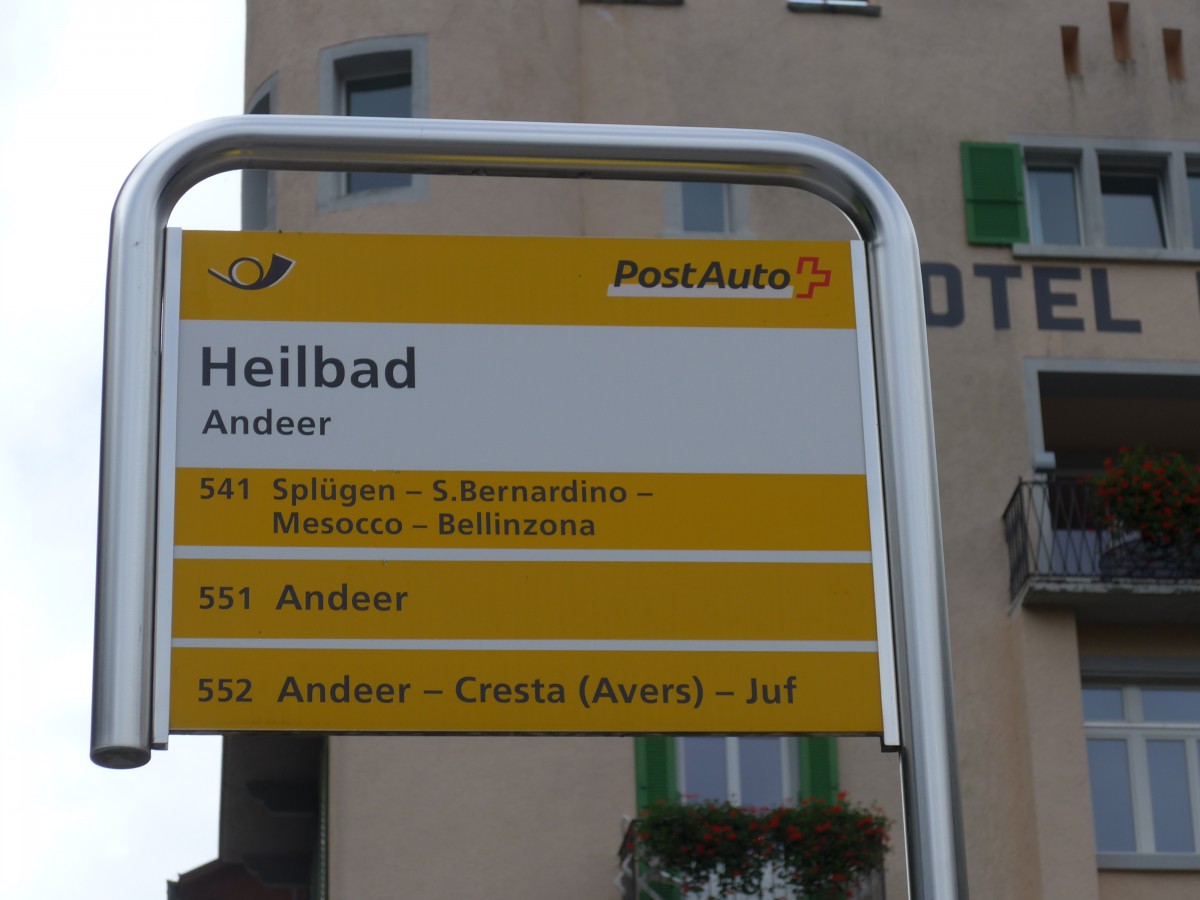 PostAuto
Heilbad
Andeer
541 Splügen – S.Bernardino –
Mesocco – Bellinzona
551 Andeer
552 Andeer – Cresta (Avers) – Juf
OTEL